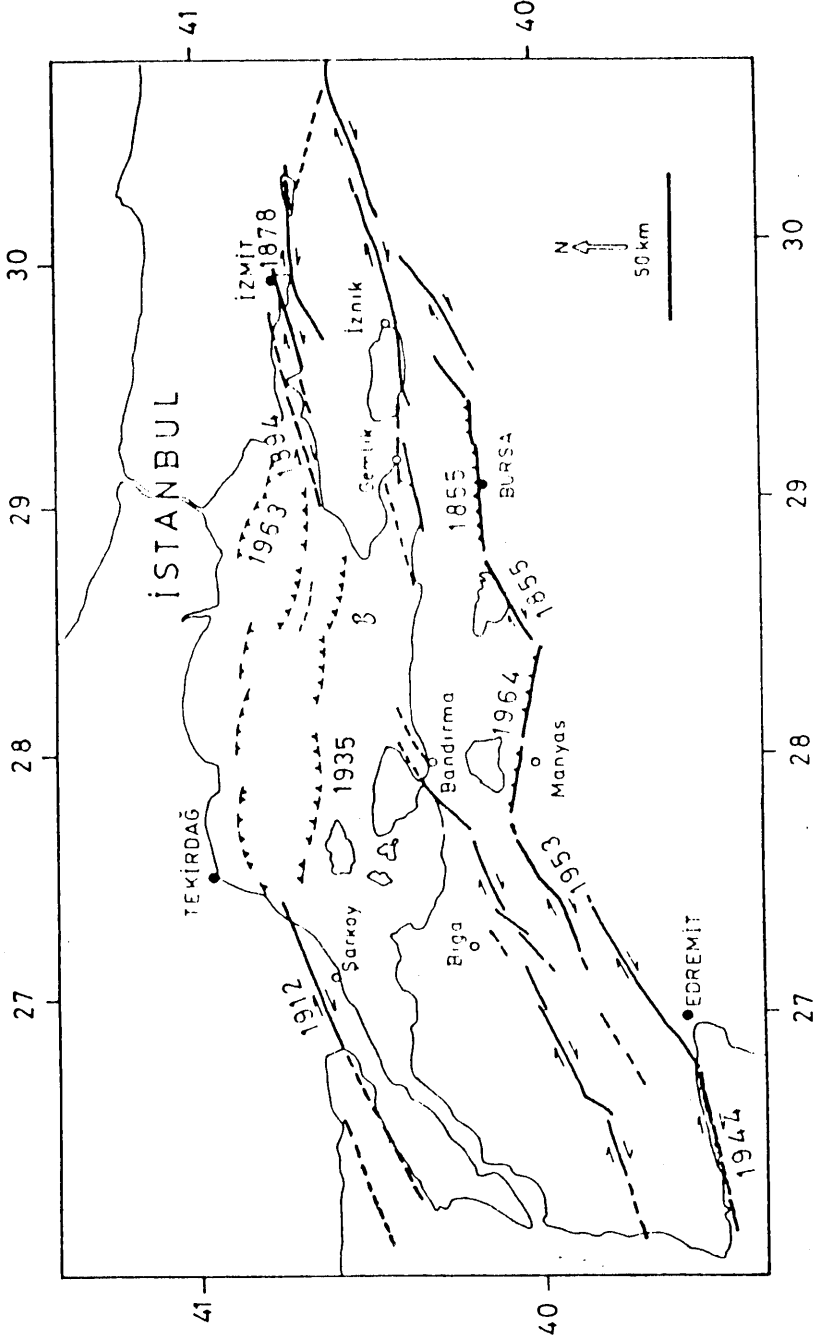 28
29
30
41
40
İSTANBUL
TEKİRDAĞ
İZMİT
1878
1963
1912
Şarköy
1935
İznik
Gemlik
Bandırma
1855
BURSA
1855
1964
Manyas
Biga
1953
EDREMİT
1944
N
50 km
41
40
27
27
28
29
30